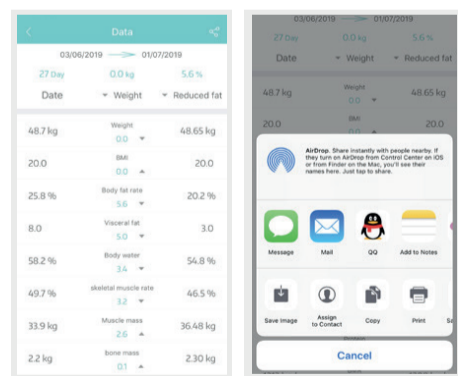 Data
03/06/2019 01/07/2019
27 Day 0.0 kg 5.6 %
Date Weight Reduced fat
48.7 kg Weight 0.0 48.65 kg
20.0 BMI 0.0 20.0
25.8 % Body fat rate 5.6 20.2 %
8.0 Visceral fat 5.0 3.0
58.2 % Body water 3.4 54.8 %
49.7 % skeletal muscle rate 3.2 46.5 %
33.9 kg Muscle mass 2.6 36.48 kg
2.2 kg bone mass 0.1 2.30 kg
03/06/2019 01/07/2019
27 Day 0.0 kg 5.6 %
Date Weight Reduced fat
48.7 kg Weight 0.0 48.65 kg
20.0 BMI 0.0 20.0
AirDrop. Share instantly with people nearby. If
they turn on AirDrop from Control Center on iOS
or from Finder on the Mac, you'll see their
names here. Just tap to share.
Message Mail QQ Add to Notes
Save Image Assign to Contact Copy Print
Cancel